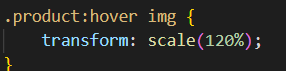 .product:hover img {
    transform: scale(120%);
}